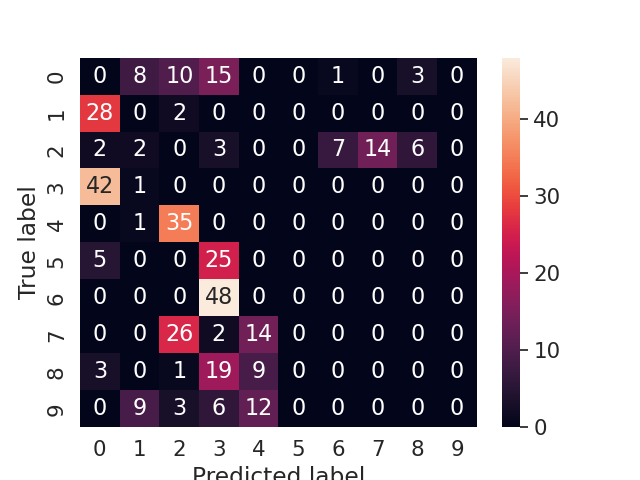 0 0 8 10 15 0 0 1 0 3 0
1 28 0 2 0 0 0 0 0 0 0 40
2 2 2 0 3 0 0 7 14 6 0
3 42 1 0 0 0 0 0 0 0 0 30
4 0 1 35 0 0 0 0 0 0 0
True label
5 5 0 0 25 0 0 0 0 0 0 20
6 0 0 0 48 0 0 0 0 0 0
7 0 0 26 2 14 0 0 0 0 0 10
8 3 0 1 19 9 0 0 0 0 0
9 0 9 3 6 12 0 0 0 0 0 0
0 1 2 3 4 5 6 7 8 9
Predicted label